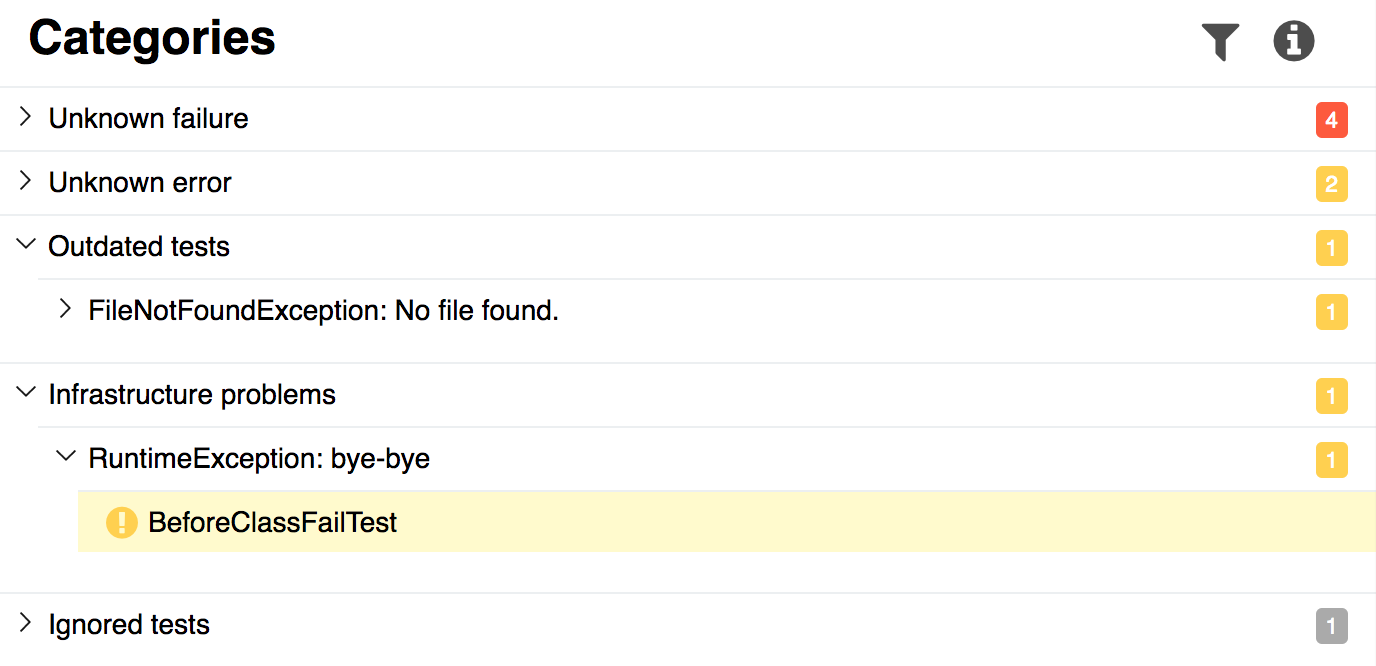 Categories
Unknown failure 4
Unknown error 2
Outdated tests 1
FileNotFoundException: No file found. 1
Infrastructure problems 1
RuntimeException: bye-bye 1
BeforeClassFailTest
Ignored tests 1